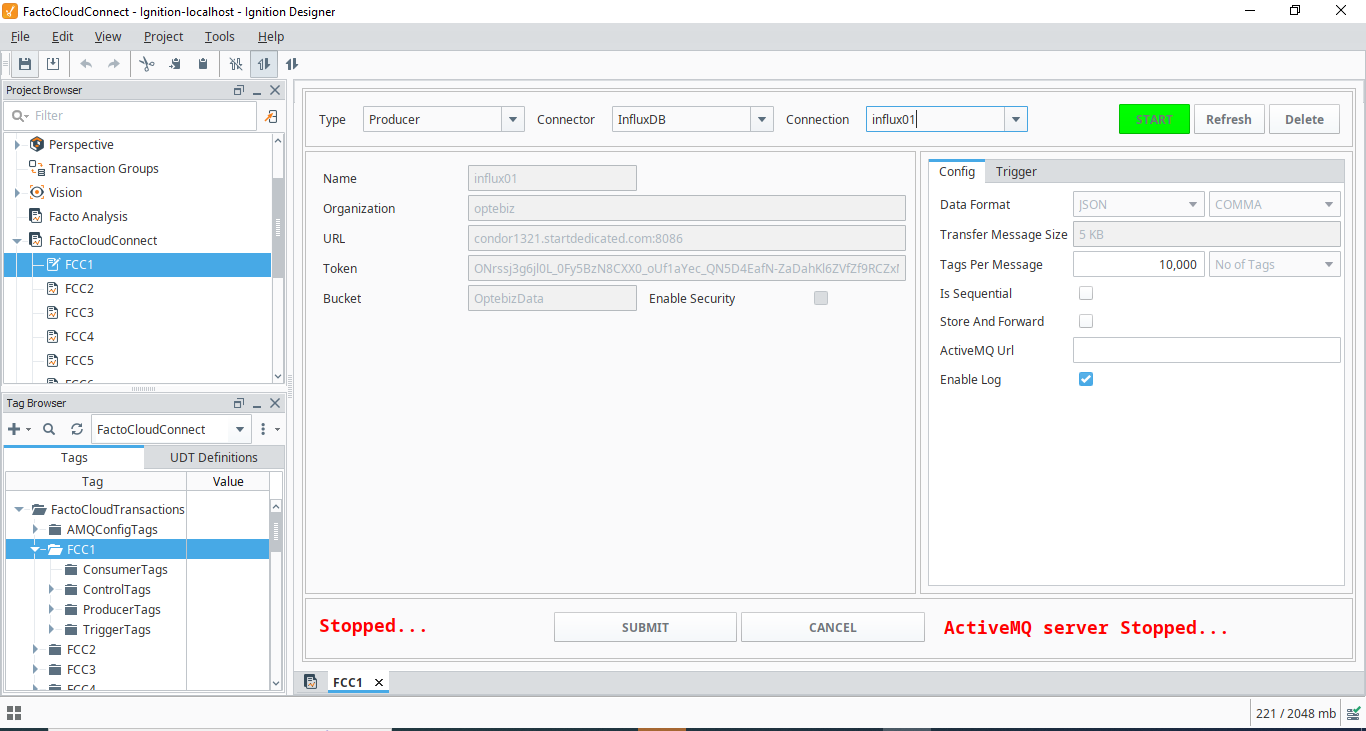 FactoCloudConnect - Ignition-localhost - Ignition Designer
File Edit View Project Tools Help
Project Browser
Filter
Perspective
Transaction Groups
Vision
Facto Analysis
FactoCloudConnect
FCC1
FCC2
FCC3
FCC4
FCC5
Tag Browser
FactoCloudConnect
Tags UDT Definitions
Tag Value
FactoCloudTransactions
AMQConfigTags
FCC1
ConsumerTags
ControlTags
ProducerTags
TriggerTags
FCC2
FCC3
FCC4
Type Producer Connector InfluxDB Connection influx01 START Refresh Delete
Name influx01
Organization optebiz
URL condor1321.startdedicated.com:8086
Token
Bucket OptebizData Enable Security
Config Trigger
Data Format JSON COMMA
Transfer Message Size 5 KB
Tags Per Message 10,000 No of Tags
Is Sequential
Store And Forward
ActiveMQ Url
Enable Log
Stopped... SUBMIT CANCEL ActiveMQ server Stopped...
FCC1
221 / 2048 mb